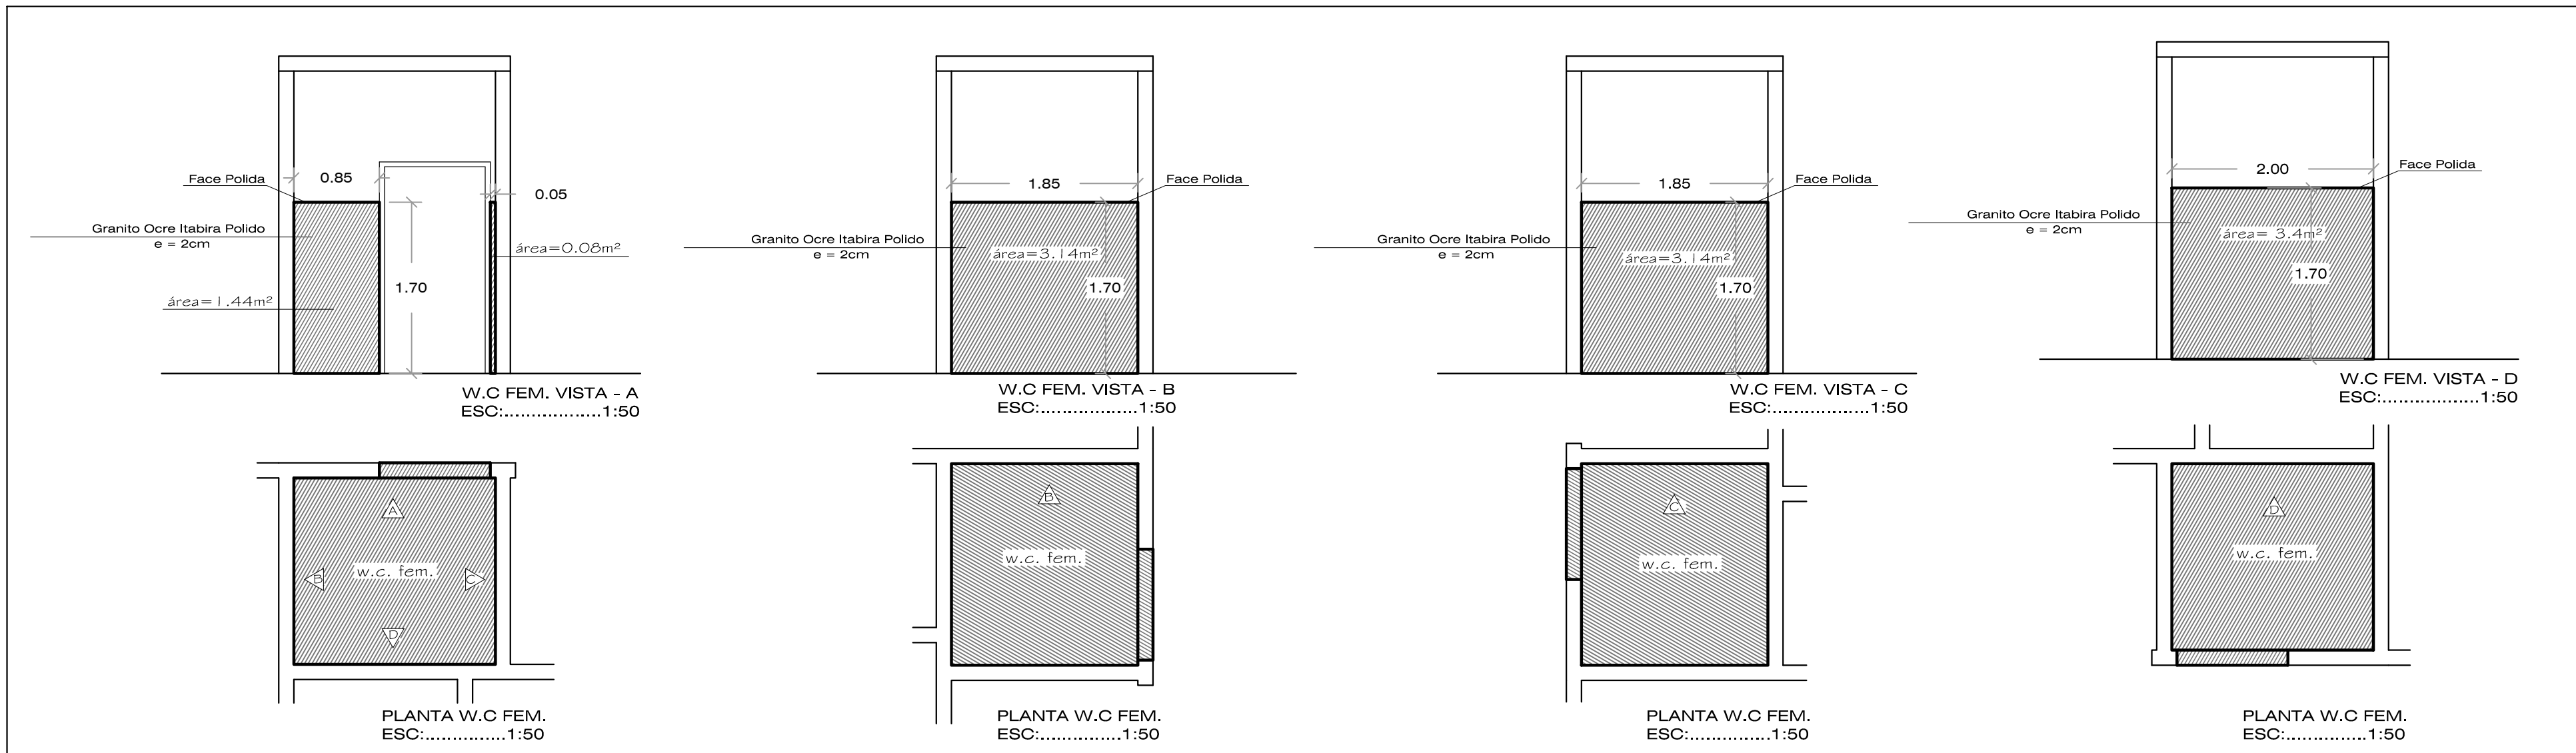 Face Polida
0.85
0.05
Granito Ocre Itabira Polido
e = 2cm
área=0.08m²
1.70
área=1.44m²
W.C FEM. VISTA - A
ESC:..................1:50
1.85
Face Polida
Granito Ocre Itabira Polido
e = 2cm
área=3.14m²
1.70
W.C FEM. VISTA - B
ESC:..................1:50
1.85
Face Polida
Granito Ocre Itabira Polido
e = 2cm
área=3.14m²
1.70
W.C FEM. VISTA - C
ESC:..................1:50
2.00
Face Polida
Granito Ocre Itabira Polido
e = 2cm
área= 3.4m²
1.70
W.C FEM. VISTA - D
ESC:..................1:50
A
B
w.c. fem.
C
D
PLANTA W.C FEM.
ESC:...............1:50
B
w.c. fem.
PLANTA W.C FEM.
ESC:...............1:50
C
w.c. fem.
PLANTA W.C FEM.
ESC:...............1:50
D
w.c. fem.
PLANTA W.C FEM.
ESC:...............1:50